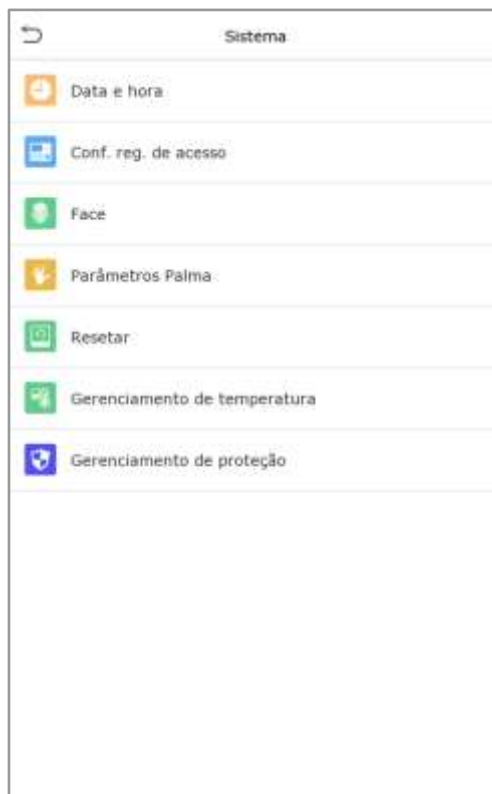 Sistema
Data e hora
Conf. reg. de acesso
Face
Parâmetros Palma
Resetar
Gerenciamento de temperatura
Gerenciamento de proteção